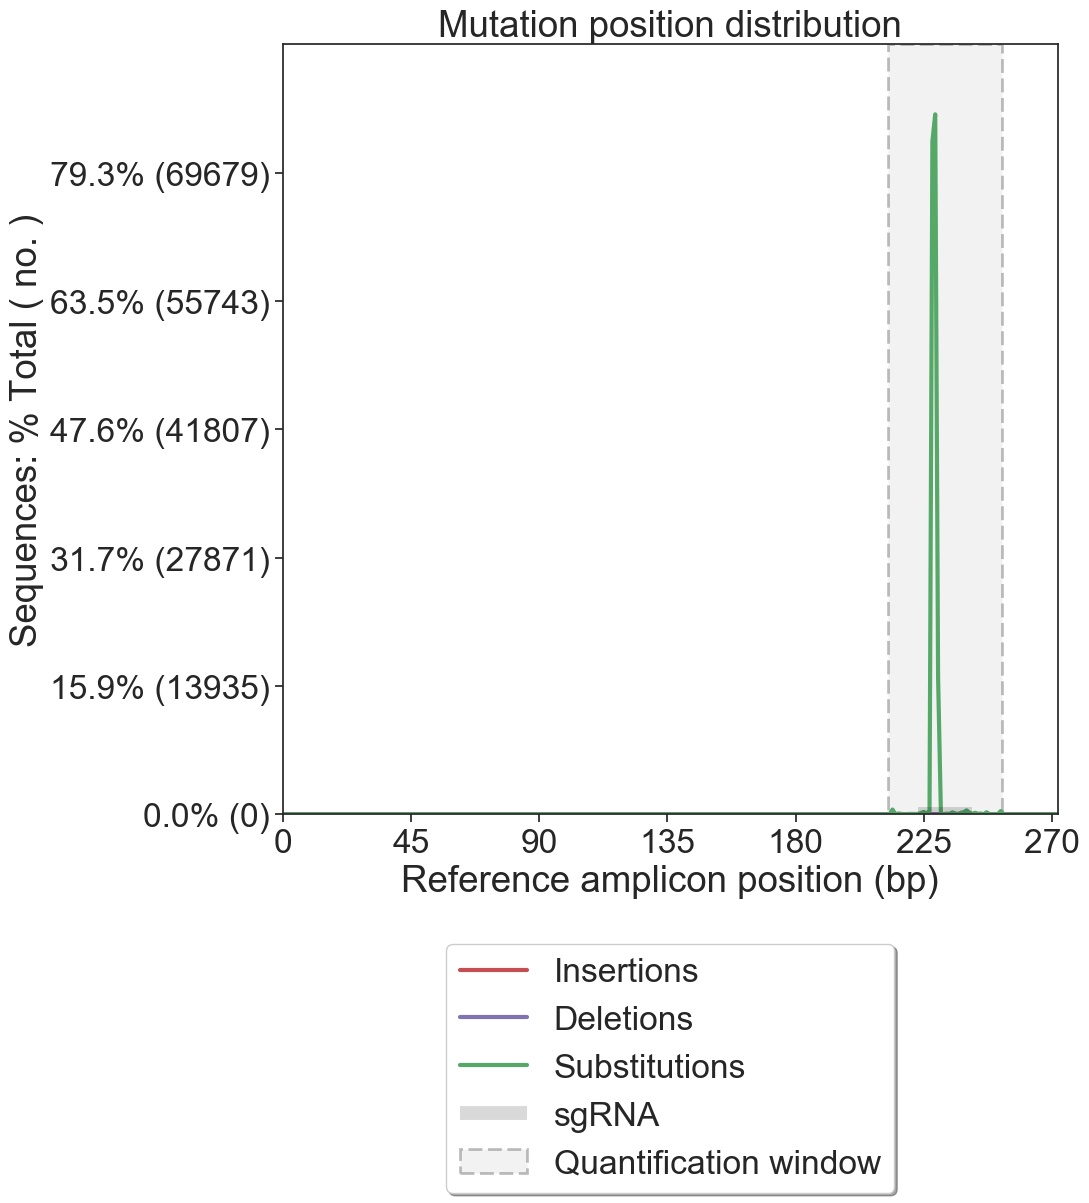 Mutation position distribution
Sequences: % Total ( no. )
79.3% (69679)
63.5% (55743)
47.6% (41807)
31.7% (27871)
15.9% (13935)
0.0% (0)
0 45 90 135 180 225 270
Reference amplicon position (bp)
Insertions
Deletions
Substitutions
sgRNA
Quantification window